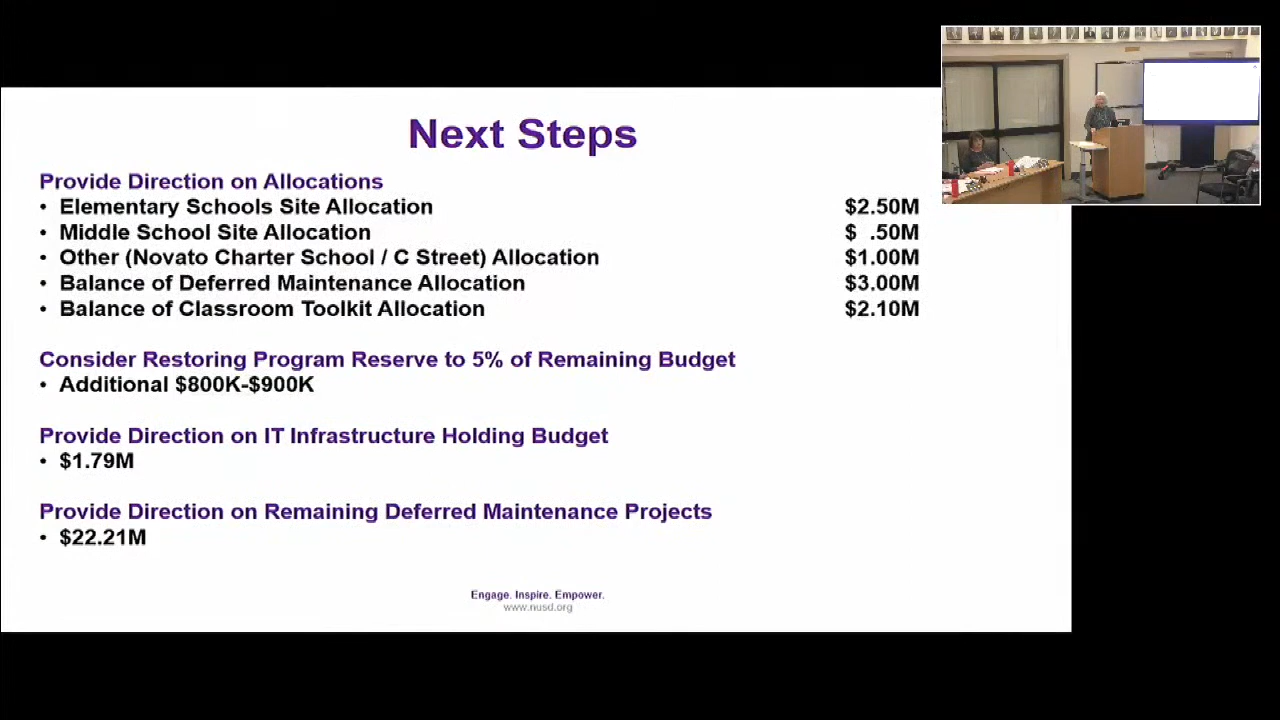 Next Steps
Provide Direction on Allocations
• Elementary Schools Site Allocation $2.50M
• Middle School Site Allocation $ .50M
• Other (Novato Charter School / C Street) Allocation $1.00M
• Balance of Deferred Maintenance Allocation $3.00M
• Balance of Classroom Toolkit Allocation $2.10M
Consider Restoring Program Reserve to 5% of Remaining Budget
• Additional $800K-$900K
Provide Direction on IT Infrastructure Holding Budget
• $1.79M
Provide Direction on Remaining Deferred Maintenance Projects
• $22.21M
Engage. Inspire. Empower.
www.nusd.org